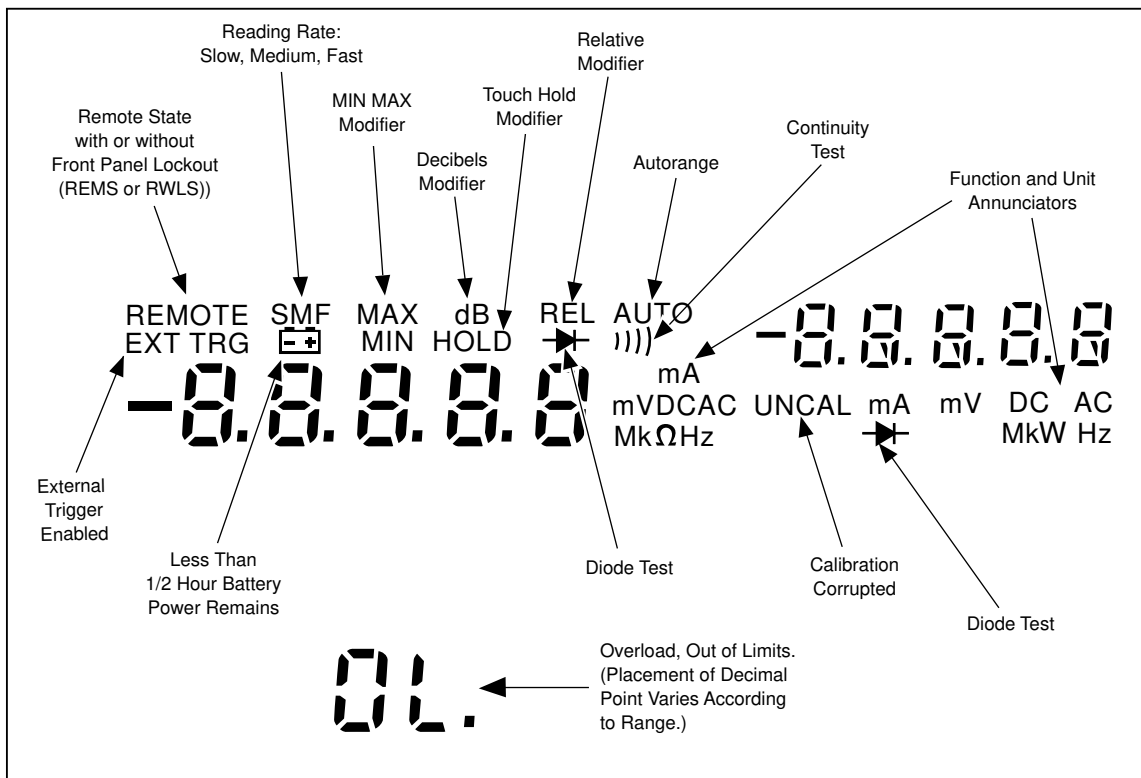 Reading Rate:
Slow, Medium, Fast
Relative
Modifier
MIN MAX
Modifier
Touch Hold
Modifier
Remote State
with or without
Front Panel Lockout
(REMS or RWLS))
Decibels
Modifier
Autorange
Continuity
Test
Function and Unit
Annunciators
REMOTE SMF MAX dB REL AUTO
EXT TRG MIN HOLD
-8.8.8.8.8
-8.8.8.8.8
mA
mVDCAC UNCAL mA mV DC AC
MkΩHz MkW Hz
External
Trigger
Enabled
Less Than
1/2 Hour Battery
Power Remains
Diode Test
Calibration
Corrupted
Diode Test
OL.
Overload, Out of Limits.
(Placement of Decimal
Point Varies According
to Range.)